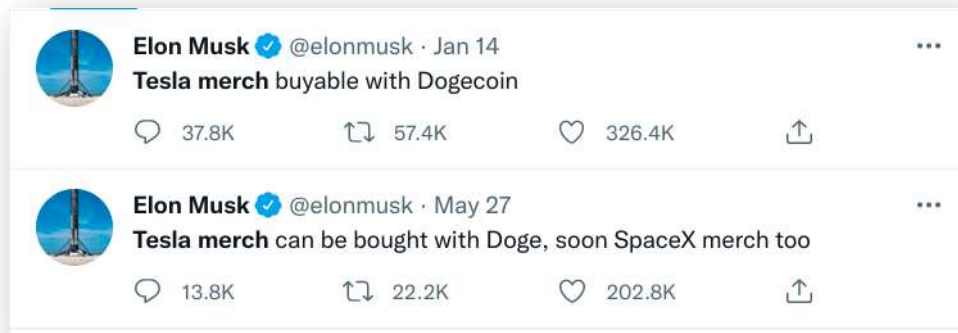 Elon Musk @elonmusk · Jan 14
Tesla merch buyable with Dogecoin
37.8K 57.4K 326.4K
Elon Musk @elonmusk · May 27
Tesla merch can be bought with Doge, soon SpaceX merch too
13.8K 22.2K 202.8K